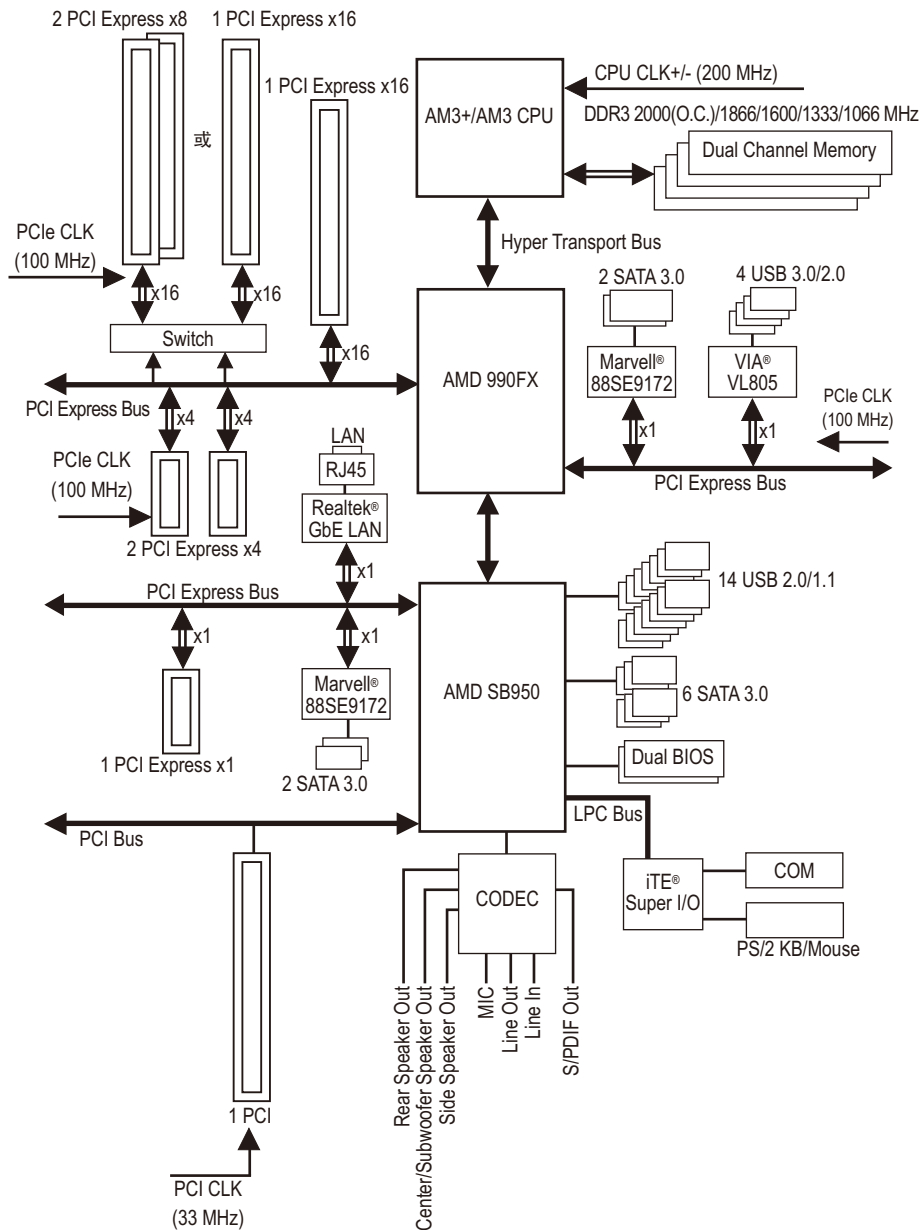 2 PCI Express x8
1 PCI Express x16
1 PCI Express x16
或
AM3+/AM3 CPU
CPU CLK+/- (200 MHz)
DDR3 2000(O.C.)/1866/1600/1333/1066 MHz
Dual Channel Memory
PCIe CLK
(100 MHz)
x16
x16
x16
Switch
Hyper Transport Bus
2 SATA 3.0
4 USB 3.0/2.0
Marvell®
88SE9172
VIA®
VL805
AMD 990FX
PCI Express Bus
x4
x4
x1
x1
PCIe CLK
(100 MHz)
PCI Express Bus
PCIe CLK
(100 MHz)
2 PCI Express x4
LAN
RJ45
Realtek®
GbE LAN
x1
PCI Express Bus
x1
x1
14 USB 2.0/1.1
AMD SB950
Marvell®
88SE9172
6 SATA 3.0
1 PCI Express x1
2 SATA 3.0
Dual BIOS
LPC Bus
PCI Bus
CODEC
iTE®
Super I/O
COM
PS/2 KB/Mouse
Rear Speaker Out
Center/Subwoofer Speaker Out
Side Speaker Out
MIC
Line Out
Line In
S/PDIF Out
1 PCI
PCI CLK
(33 MHz)